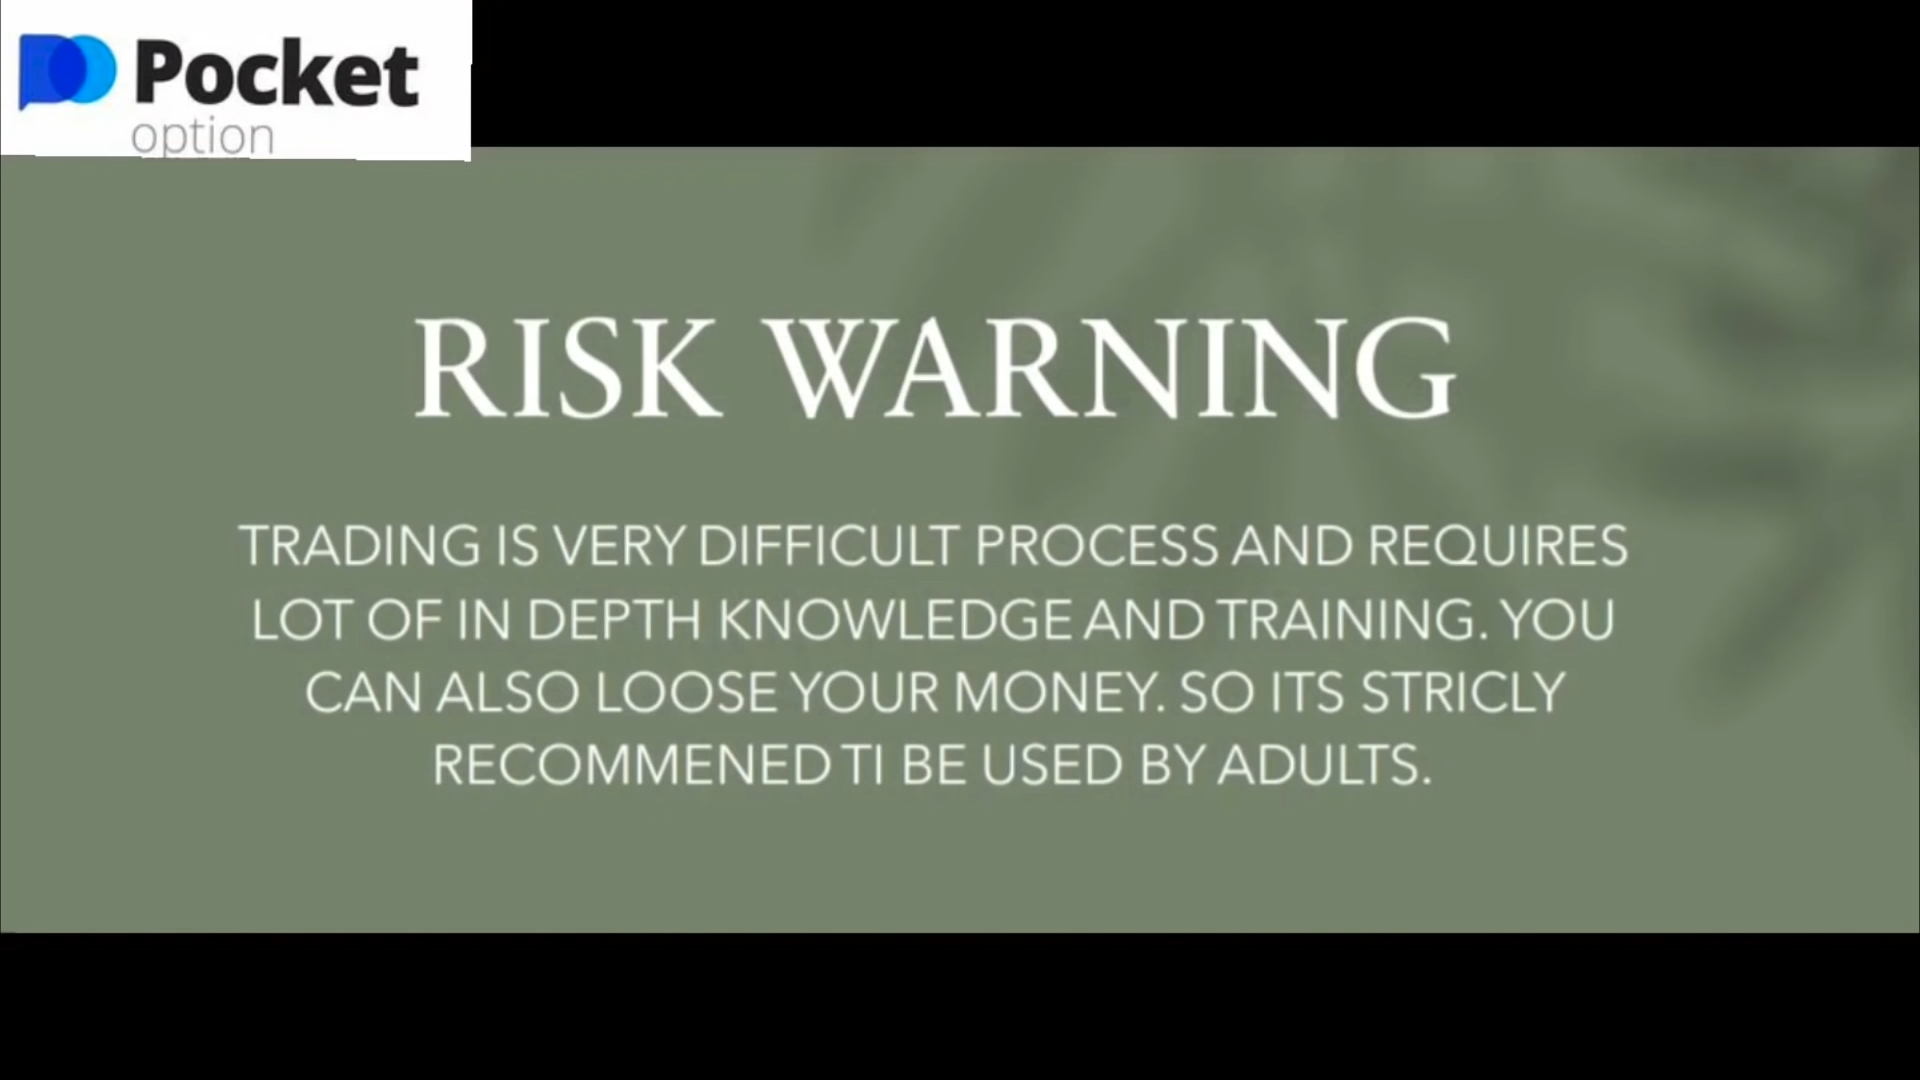 Pocket
option
RISK WARNING
TRADING IS VERY DIFFICULT PROCESS AND REQUIRES
LOT OF IN DEPTH KNOWLEDGE AND TRAINING. YOU
CAN ALSO LOOSE YOUR MONEY. SO ITS STRICLY
RECOMMENED TI BE USED BY ADULTS.